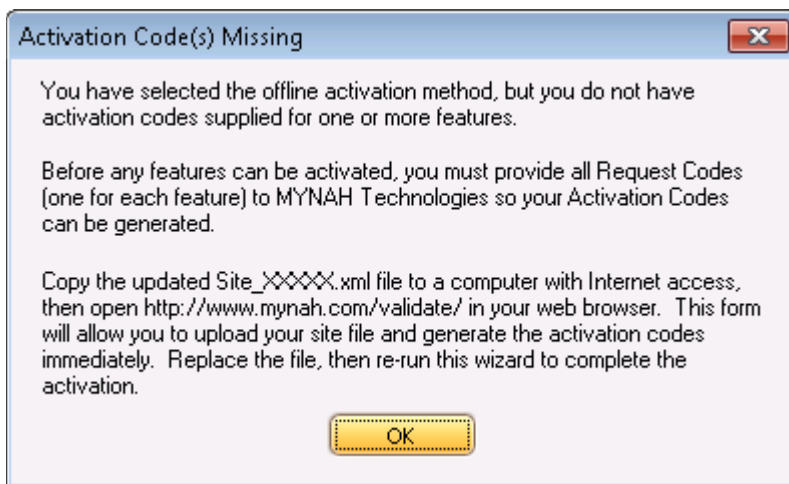 Activation Code(s) Missing
You have selected the offline activation method, but you do not have
activation codes supplied for one or more features.
Before any features can be activated, you must provide all Request Codes
(one for each feature) to MYNAH Technologies so your Activation Codes
can be generated.
Copy the updated Site_XXXXX.xml file to a computer with Internet access,
then open http://www.mynah.com/validate/ in your web browser.  This form
will allow you to upload your site file and generate the activation codes
immediately.  Replace the file, then re-run this wizard to complete the
activation.
OK